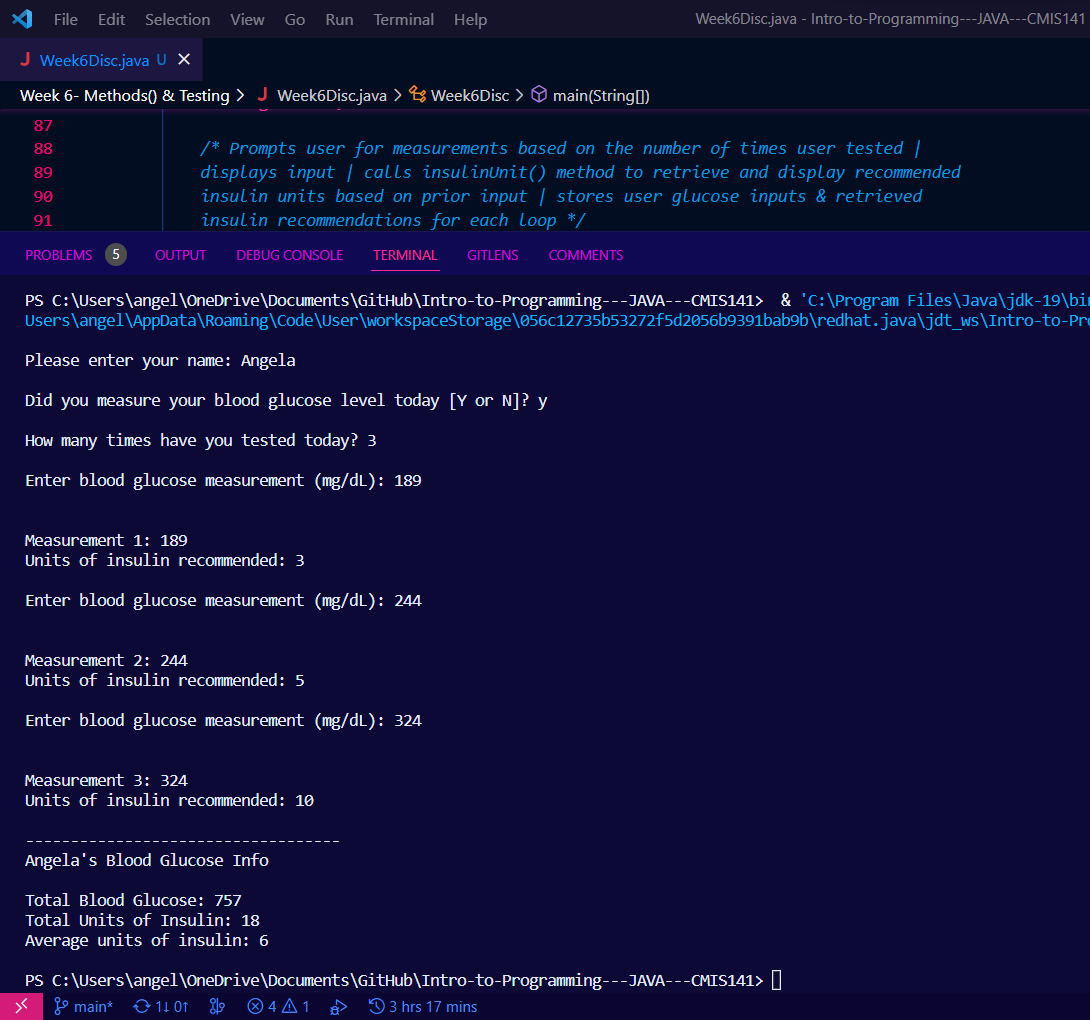 File Edit Selection View Go Run Terminal Help Week6Disc.java - Intro-to-Programming---JAVA---CMIS141
J Week6Disc.java U
Week 6- Methods() & Testing > J Week6Disc.java > Week6Disc > main(String[])
87
88 /* Prompts user for measurements based on the number of times user tested |
89 displays input | calls insulinUnit() method to retrieve and display recommended
90 insulin units based on prior input | stores user glucose inputs & retrieved
91 insulin recommendations for each loop */
PROBLEMS 5 OUTPUT DEBUG CONSOLE TERMINAL GITLENS COMMENTS
PS C:\Users\angel\OneDrive\Documents\GitHub\Intro-to-Programming---JAVA---CMIS141> & 'C:\Program Files\Java\jdk-19\bin
Users\angel\AppData\Roaming\Code\User\workspaceStorage\056c12735b53272f5d2056b9391bab9b\redhat.java\jdt_ws\Intro-to-Pro
Please enter your name: Angela
Did you measure your blood glucose level today [Y or N]? y
How many times have you tested today? 3
Enter blood glucose measurement (mg/dL): 189
Measurement 1: 189
Units of insulin recommended: 3
Enter blood glucose measurement (mg/dL): 244
Measurement 2: 244
Units of insulin recommended: 5
Enter blood glucose measurement (mg/dL): 324
Measurement 3: 324
Units of insulin recommended: 10
-----------------------------------
Angela's Blood Glucose Info
Total Blood Glucose: 757
Total Units of Insulin: 18
Average units of insulin: 6
PS C:\Users\angel\OneDrive\Documents\GitHub\Intro-to-Programming---JAVA---CMIS141>
main* 1↓ 0↑ 4 1 3 hrs 17 mins